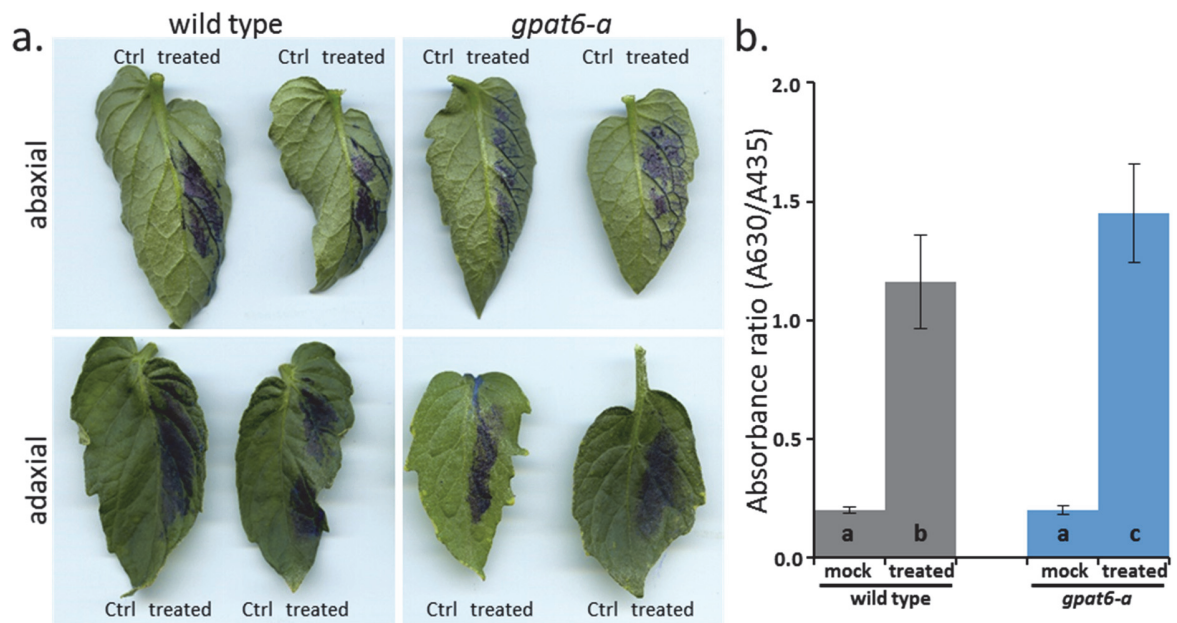 a.
wild type
gpat6-a
Ctrl treated
Ctrl treated
Ctrl treated
Ctrl treated
abaxial
adaxial
Ctrl treated
Ctrl treated
Ctrl treated
Ctrl treated
b.
Absorbance ratio (A630/A435)
2.0
1.5
1.0
0.5
0.0
a
b
a
c
mock treated
mock treated
wild type
gpat6-a